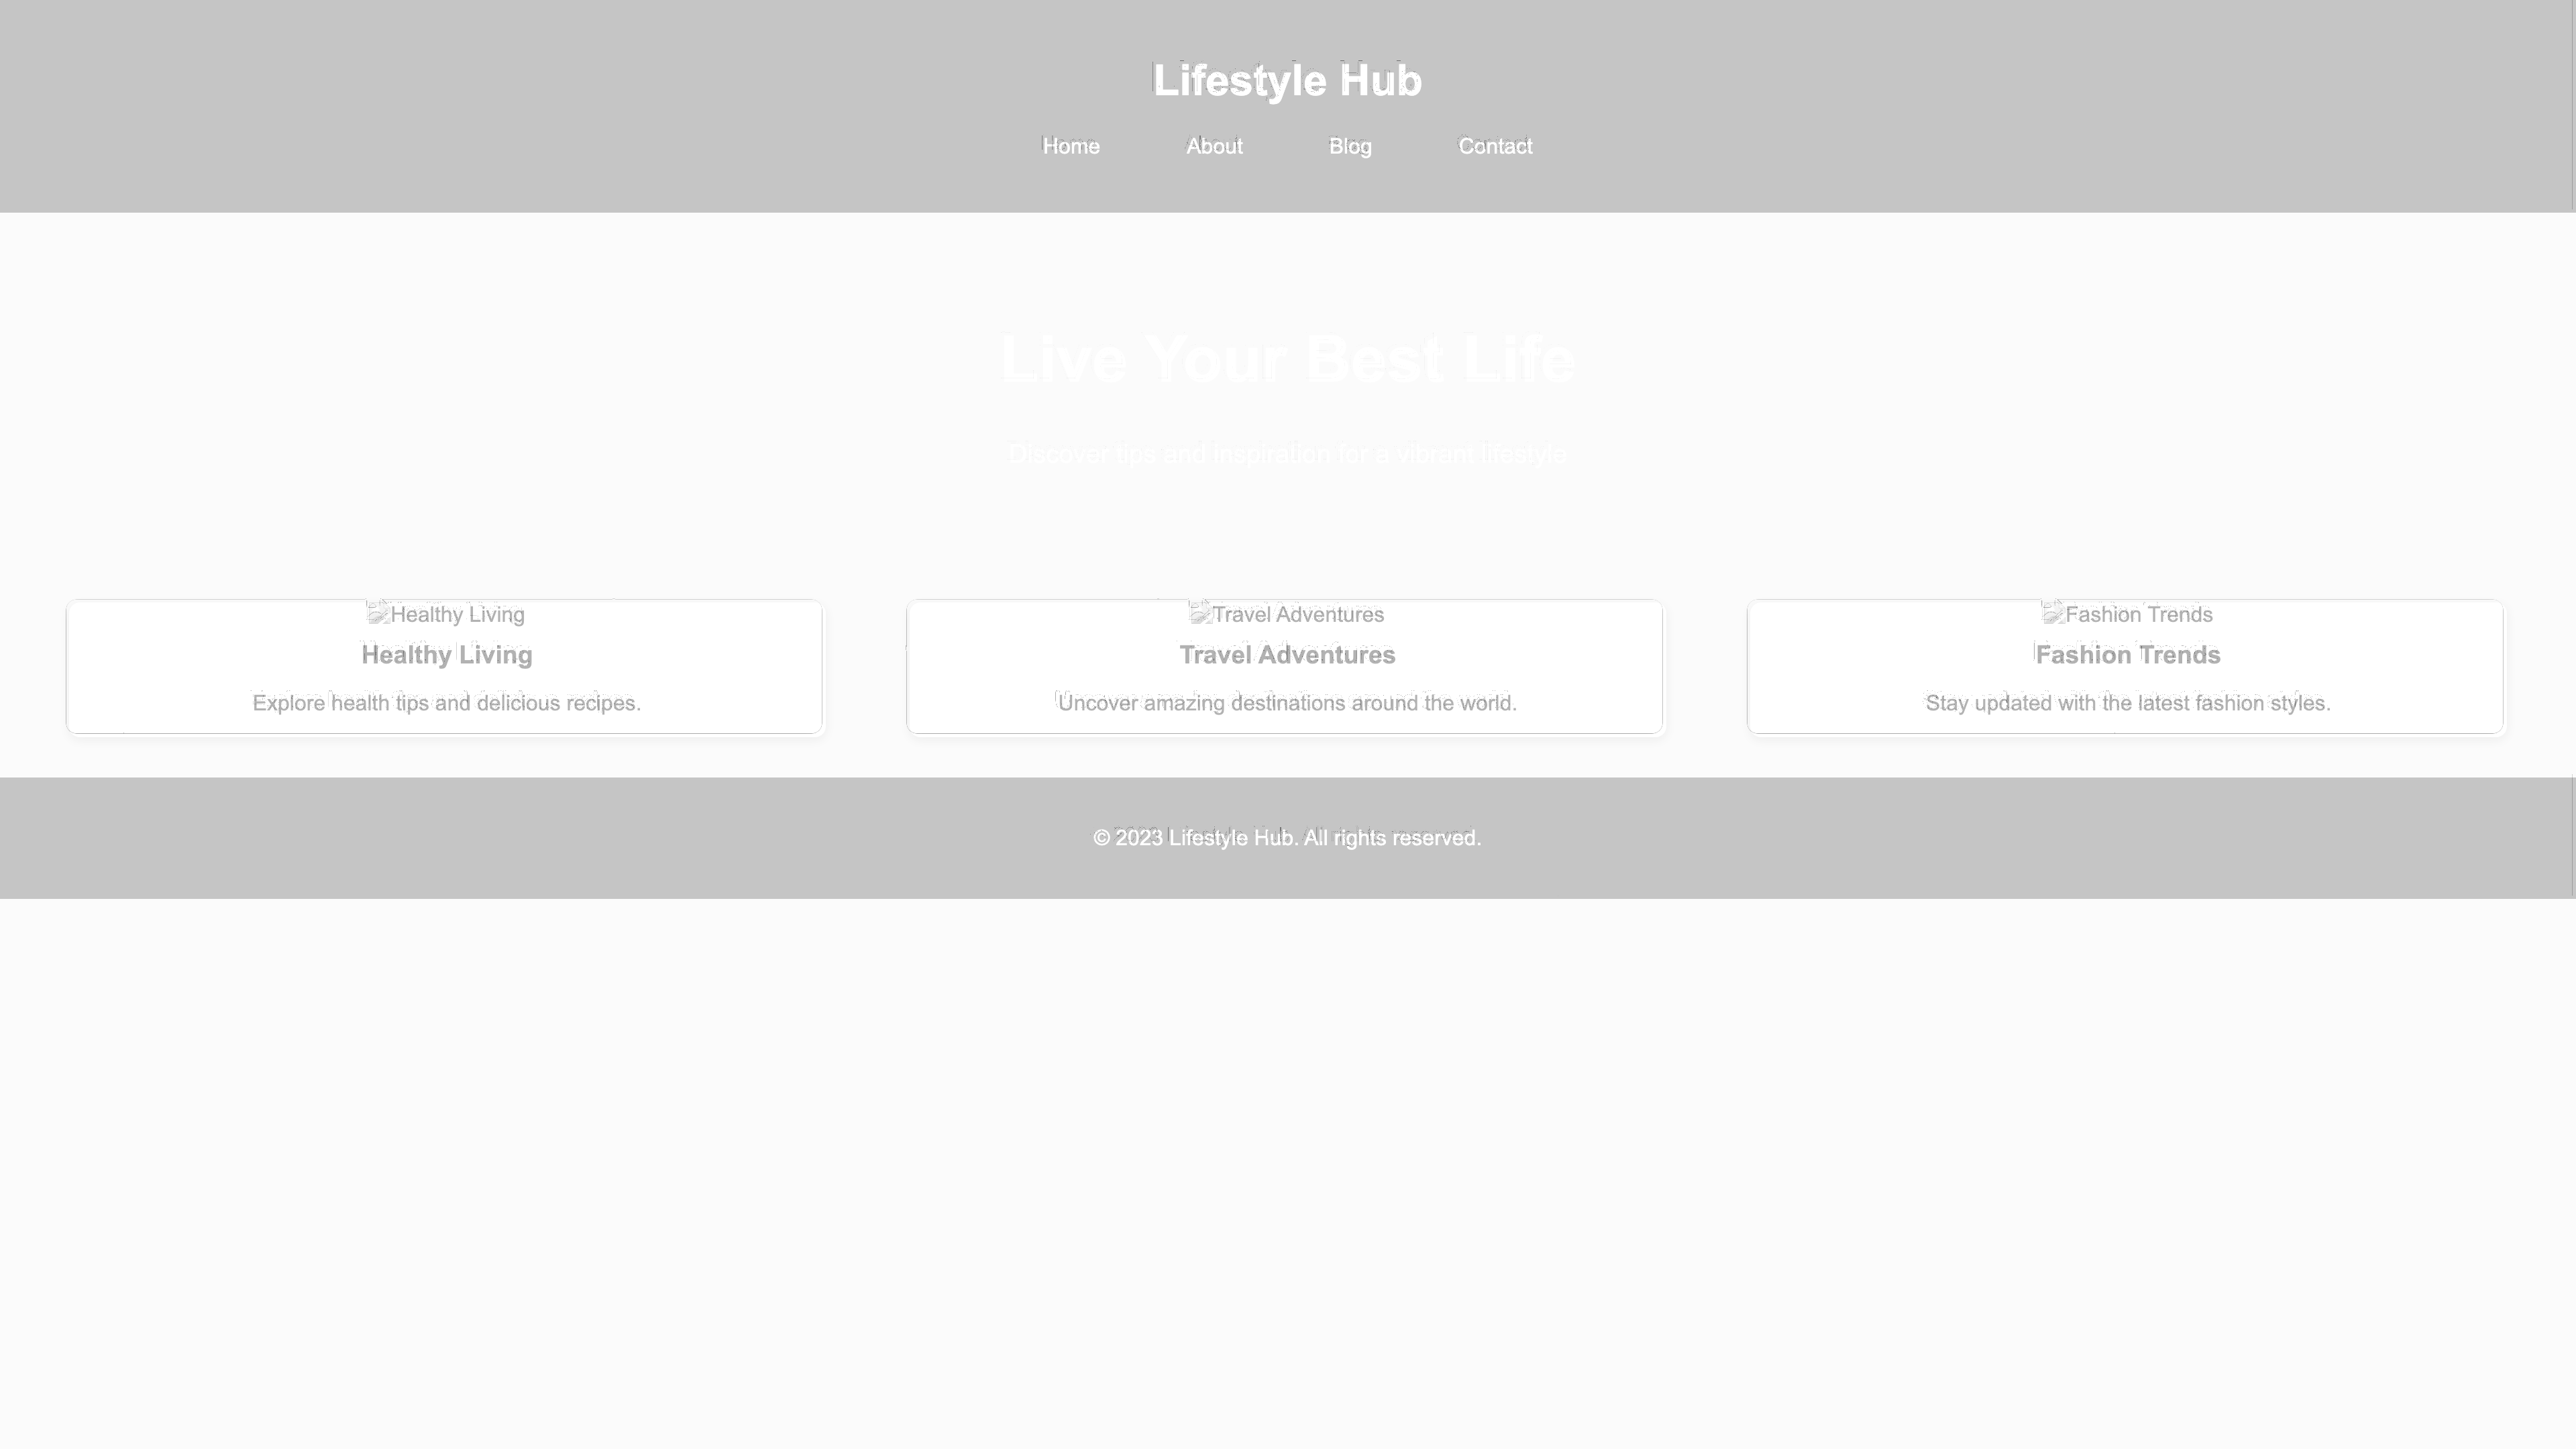 Lifestyle Hub
Home About Blog Contact
Live Your Best Life
Discover tips and inspiration for a vibrant lifestyle
Healthy Living
Healthy Living
Explore health tips and delicious recipes.
Travel Adventures
Travel Adventures
Uncover amazing destinations around the world.
Fashion Trends
Fashion Trends
Stay updated with the latest fashion styles.
© 2023 Lifestyle Hub. All rights reserved.